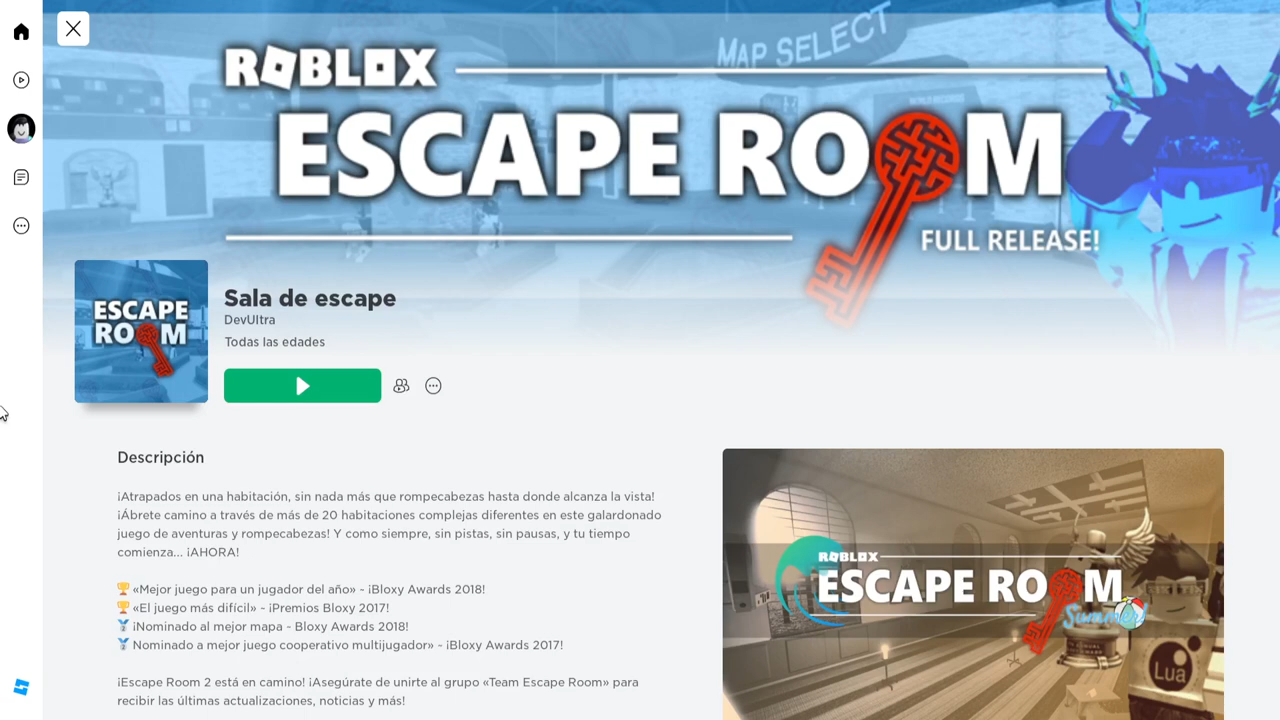 MAP SELECT
ROBLOX
ESCAPE ROOM
FULL RELEASE!
ESCAPE
ROOM
Sala de escape
DevUltra
Todas las edades
Descripción
¡Atrapados en una habitación, sin nada más que rompecabezas hasta donde alcanza la vista!
¡Ábrete camino a través de más de 20 habitaciones complejas diferentes en este galardonado
juego de aventuras y rompecabezas! Y como siempre, sin pistas, sin pausas, y tu tiempo
comienza... ¡AHORA!
🏆«Mejor juego para un jugador del año» - ¡Bloxy Awards 2018!
🏆«El juego más difícil» - ¡Premios Bloxy 2017!
🥈¡Nominado al mejor mapa - Bloxy Awards 2018!
🥈Nominado a mejor juego cooperativo multijugador» - ¡Bloxy Awards 2017!
¡Escape Room 2 está en camino! ¡Asegúrate de unirte al grupo «Team Escape Room» para
recibir las últimas actualizaciones, noticias y más!
ROBLOX
ESCAPE ROOM
Summer!
Lua